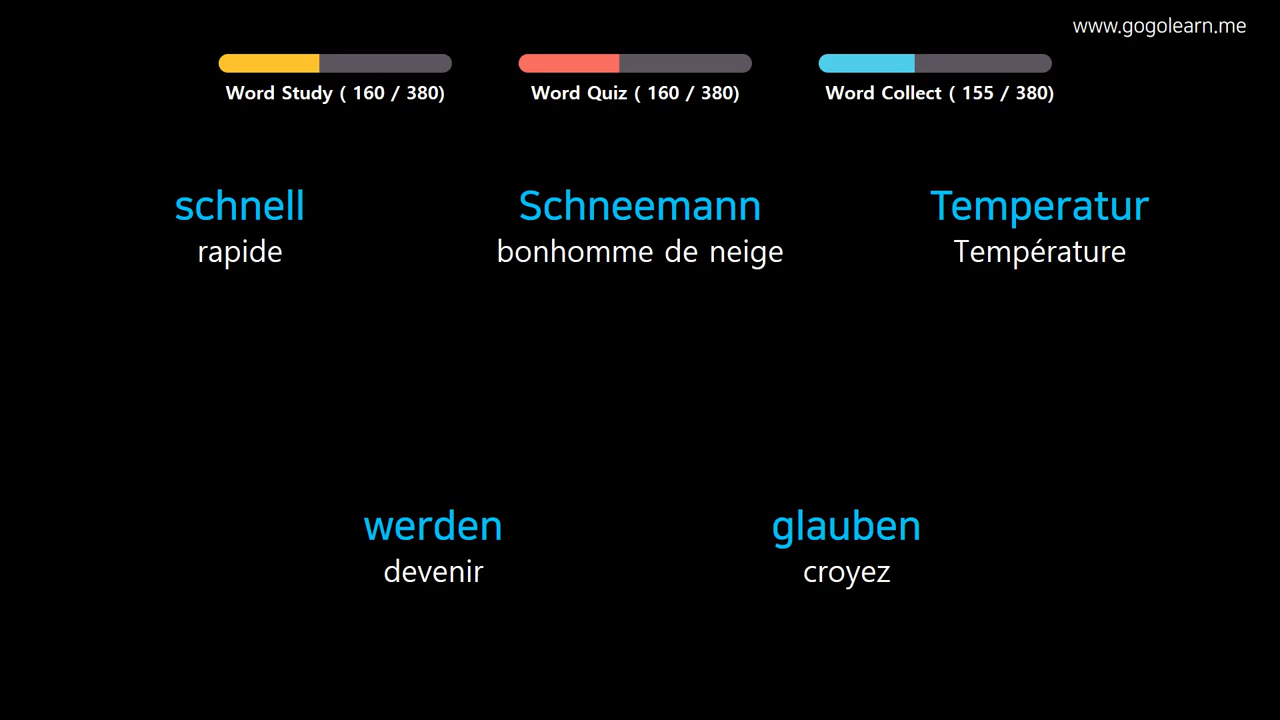 www.gogolearn.me
Word Study ( 160 / 380)
Word Quiz ( 160 / 380)
Word Collect ( 155 / 380)
schnell
rapide
Schneemann
bonhomme de neige
Temperatur
Température
werden
devenir
glauben
croyez